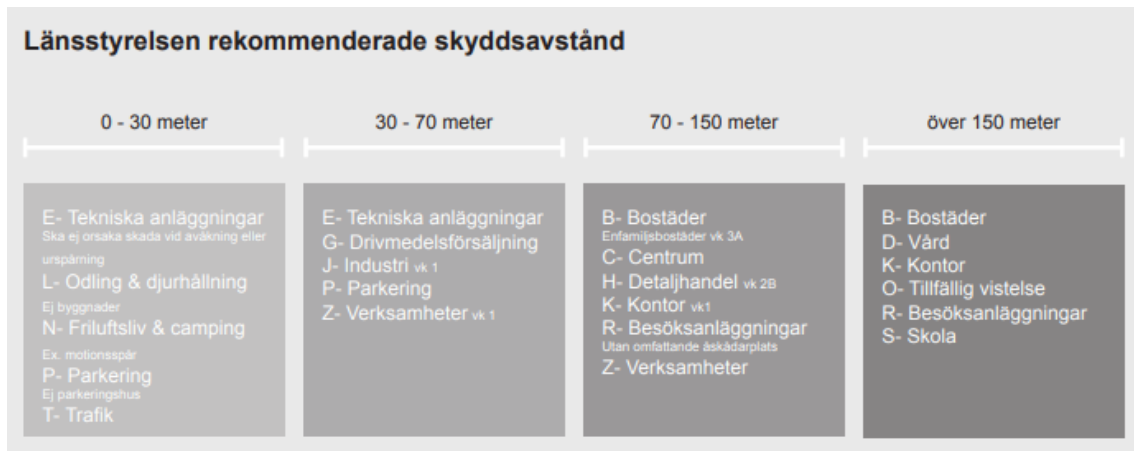 Länsstyrelsen rekommenderade skyddsavstånd
0 - 30 meter
30 - 70 meter
70 - 150 meter
över 150 meter
E- Tekniska anläggningar
Ska ej orsaka skada vid avåkning eller
urspårning
L- Odling & djurhållning
Ej byggnader
N- Friluftsliv & camping
Ex. motionsspår
P- Parkering
Ej parkeringshus
T- Trafik
E- Tekniska anläggningar
G- Drivmedelsförsäljning
J- Industri vk 1
P- Parkering
Z- Verksamheter vk 1
B- Bostäder
Enfamiljsbostäder vk 3A
C- Centrum
H- Detaljhandel vk 2B
K- Kontor vk1
R- Besöksanläggningar
Utan omfattande åskådarplats
Z- Verksamheter
B- Bostäder
D- Vård
K- Kontor
O- Tillfällig vistelse
R- Besöksanläggningar
S- Skola